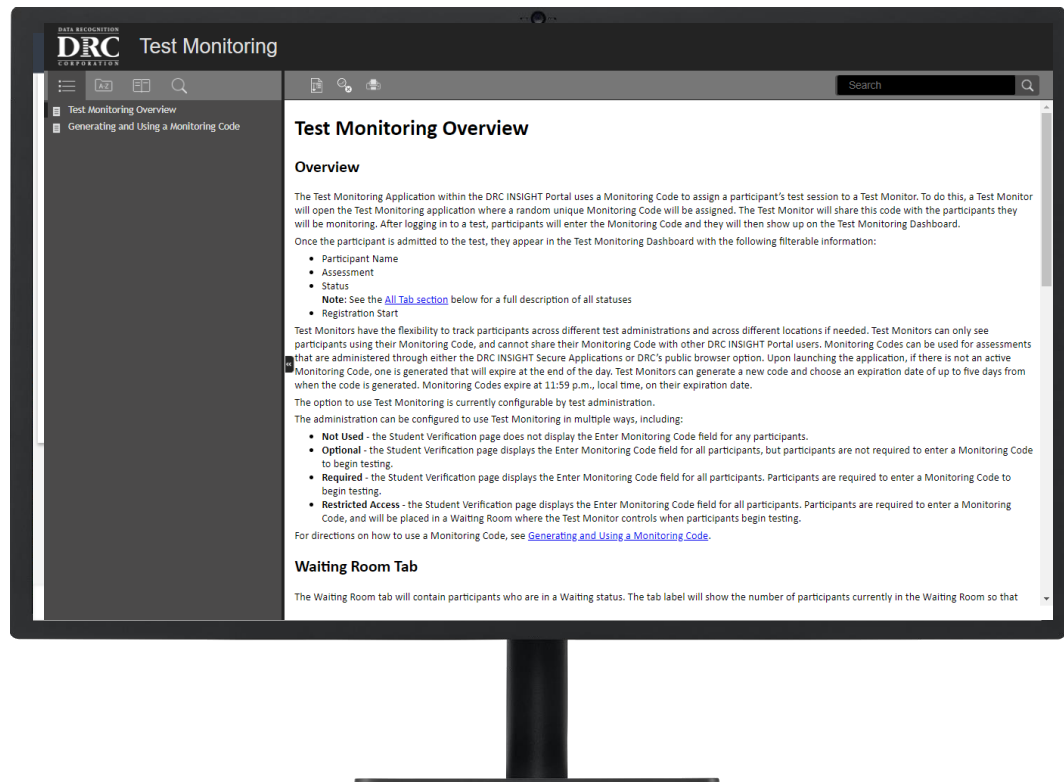 DATA RECOGNITION
DRC
CORPORATION
Test Monitoring
A-Z
Search
Test Monitoring Overview
Generating and Using a Monitoring Code
Test Monitoring Overview
Overview
The Test Monitoring Application within the DRC INSIGHT Portal uses a Monitoring Code to assign a participant's test session to a Test Monitor. To do this, a Test Monitor
will open the Test Monitoring application where a random unique Monitoring Code will be assigned. The Test Monitor will share this code with the participants they
will be monitoring. After logging in to a test, participants will enter the Monitoring Code and they will then show up on the Test Monitoring Dashboard.
Once the participant is admitted to the test, they appear in the Test Monitoring Dashboard with the following filterable information:
• Participant Name
• Assessment
• Status
Note: See the All Tab section below for a full description of all statuses
• Registration Start
Test Monitors have the flexibility to track participants across different test administrations and across different locations if needed. Test Monitors can only see
participants using their Monitoring Code, and cannot share their Monitoring Code with other DRC INSIGHT Portal users. Monitoring Codes can be used for assessments
that are administered through either the DRC INSIGHT Secure Applications or DRC's public browser option. Upon launching the application, if there is not an active
Monitoring Code, one is generated that will expire at the end of the day. Test Monitors can generate a new code and choose an expiration date of up to five days from
when the code is generated. Monitoring Codes expire at 11:59 p.m., local time, on their expiration date.
The option to use Test Monitoring is currently configurable by test administration.
The administration can be configured to use Test Monitoring in multiple ways, including:
• Not Used - the Student Verification page does not display the Enter Monitoring Code field for any participants.
• Optional - the Student Verification page displays the Enter Monitoring Code field for all participants, but participants are not required to enter a Monitoring Code
to begin testing.
• Required - the Student Verification page displays the Enter Monitoring Code field for all participants. Participants are required to enter a Monitoring Code to
begin testing.
• Restricted Access - the Student Verification page displays the Enter Monitoring Code field for all participants. Participants are required to enter a Monitoring
Code, and will be placed in a Waiting Room where the Test Monitor controls when participants begin testing.
For directions on how to use a Monitoring Code, see Generating and Using a Monitoring Code.
Waiting Room Tab
The Waiting Room tab will contain participants who are in a Waiting status. The tab label will show the number of participants currently in the Waiting Room so that